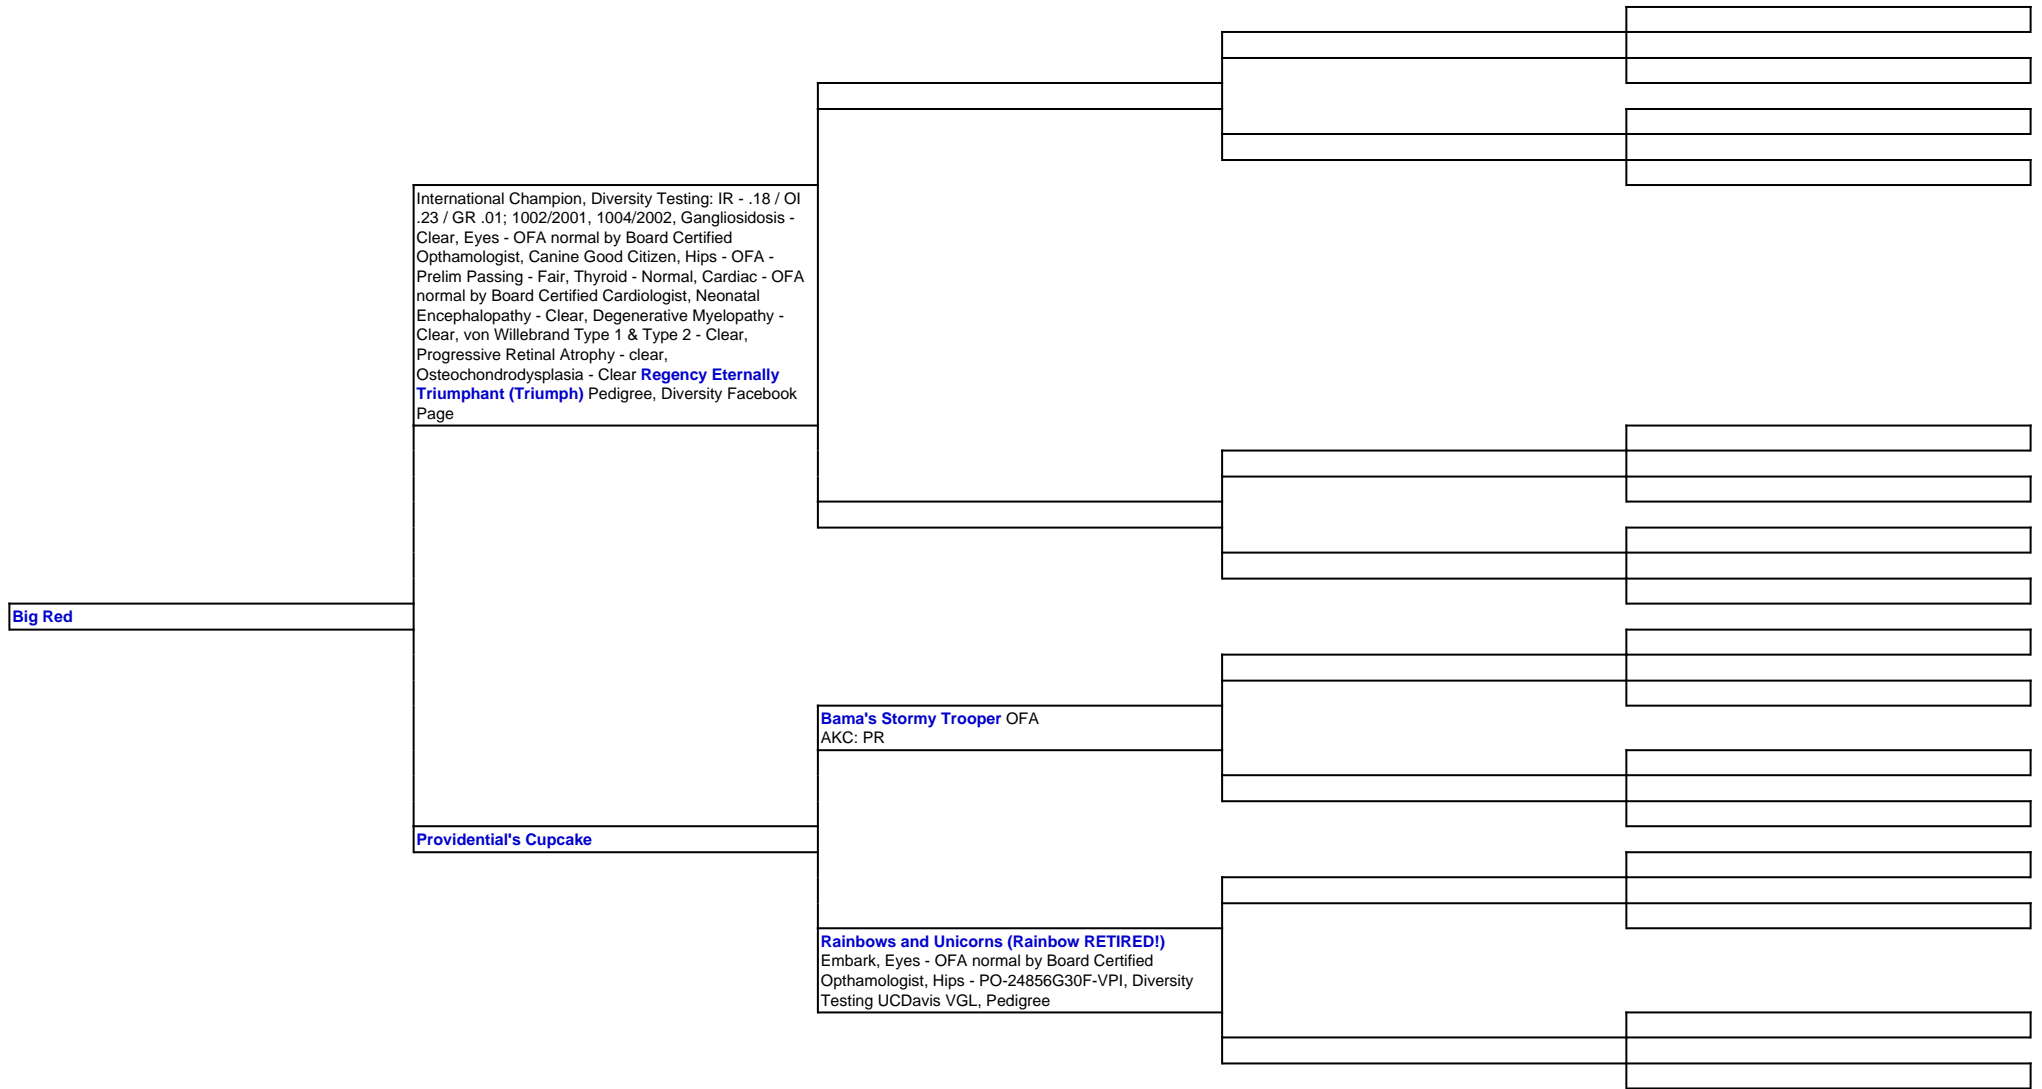 International Champion, Diversity Testing: IR - .18 / OI
.23 / GR .01; 1002/2001, 1004/2002, Gangliosidosis -
Clear, Eyes - OFA normal by Board Certified
Opthamologist, Canine Good Citizen, Hips - OFA -
Prelim Passing - Fair, Thyroid - Normal, Cardiac - OFA
normal by Board Certified Cardiologist, Neonatal
Encephalopathy - Clear, Degenerative Myelopathy -
Clear, von Willebrand Type 1 & Type 2 - Clear,
Progressive Retinal Atrophy - clear,
Osteochondrodysplasia - Clear Regency Eternally
Triumphant (Triumph) Pedigree, Diversity Facebook
Page
Big Red
Bama's Stormy Trooper OFA
AKC: PR
Providential's Cupcake
Rainbows and Unicorns (Rainbow RETIRED!)
Embark, Eyes - OFA normal by Board Certified
Opthamologist, Hips - PO-24856G30F-VPI, Diversity
Testing UCDavis VGL, Pedigree